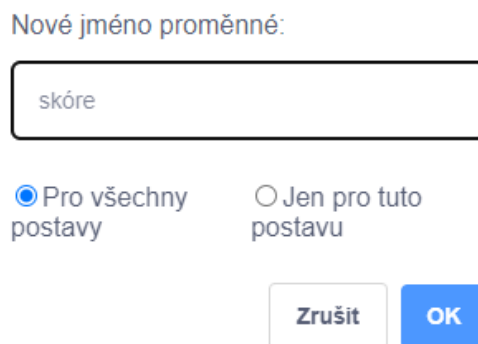 Nové jméno proměnné:
skóre
Pro všechny postavy
Jen pro tuto postavu
Zrušit
OK